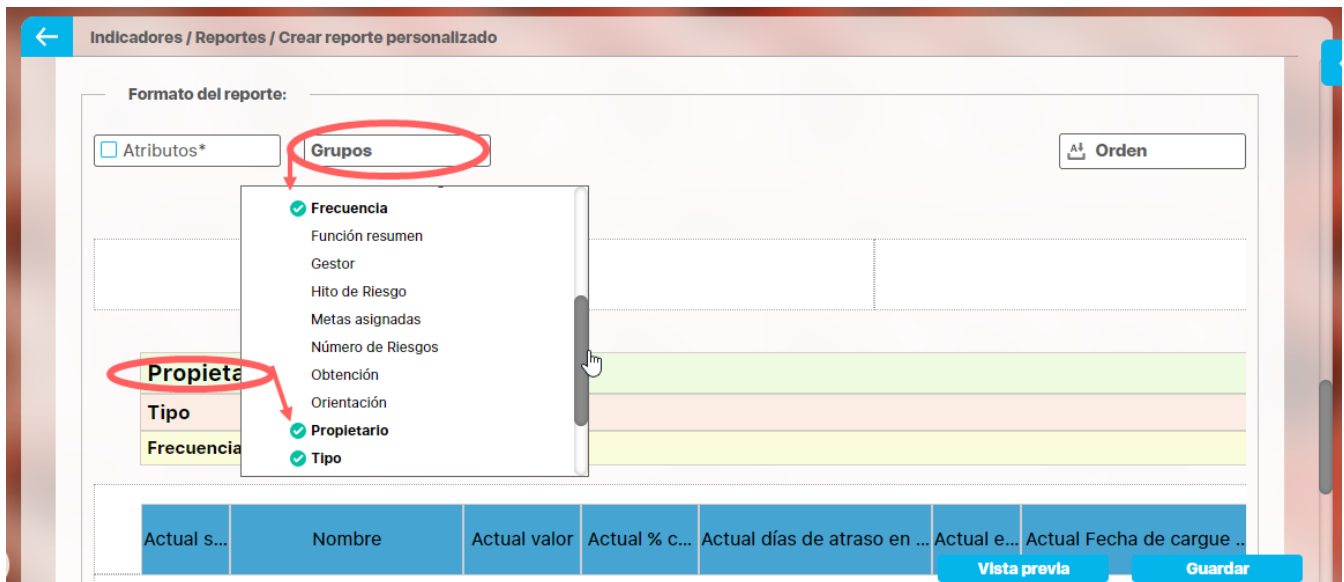 Indicadores / Reportes / Crear reporte personalizado
Formato del reporte:
Atributos*
Grupos
Orden
Frecuencia
Función resumen
Gestor
Hito de Riesgo
Metas asignadas
Número de Riesgos
Obtención
Orientación
Propietario
Tipo
Propieta
Tipo
Frecuencia
Actual s... Nombre Actual valor Actual % c... Actual días de atraso en ... Actual e... Actual Fecha de cargue ..
Vista previa Guardar